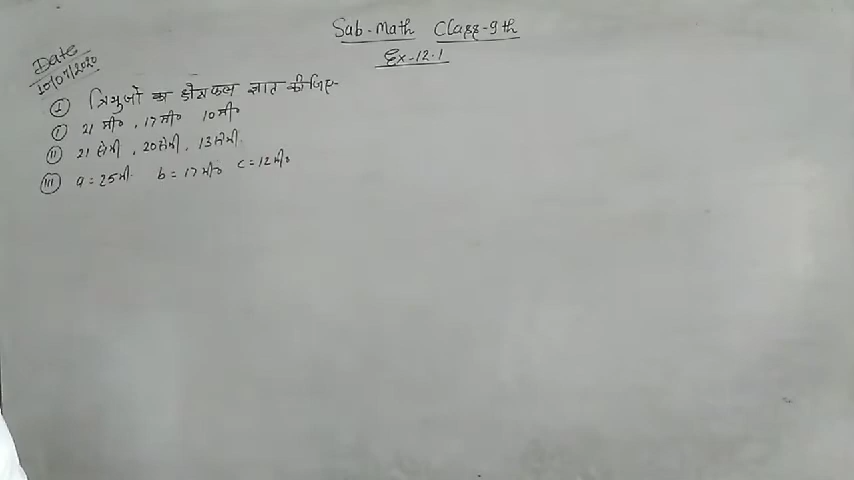 Sub-Math Class-9th
Ex-12.1
Date
10/07/2020
① त्रिभुजों का क्षेत्रफल ज्ञात कीजिए-
(i) 21 मी०, 17 मी० 10 मी०
(ii) 21 सेमी, 20 सेमी, 13 सेमी
(iii) a = 25 मी. b = 17 मी० c = 12 मी०